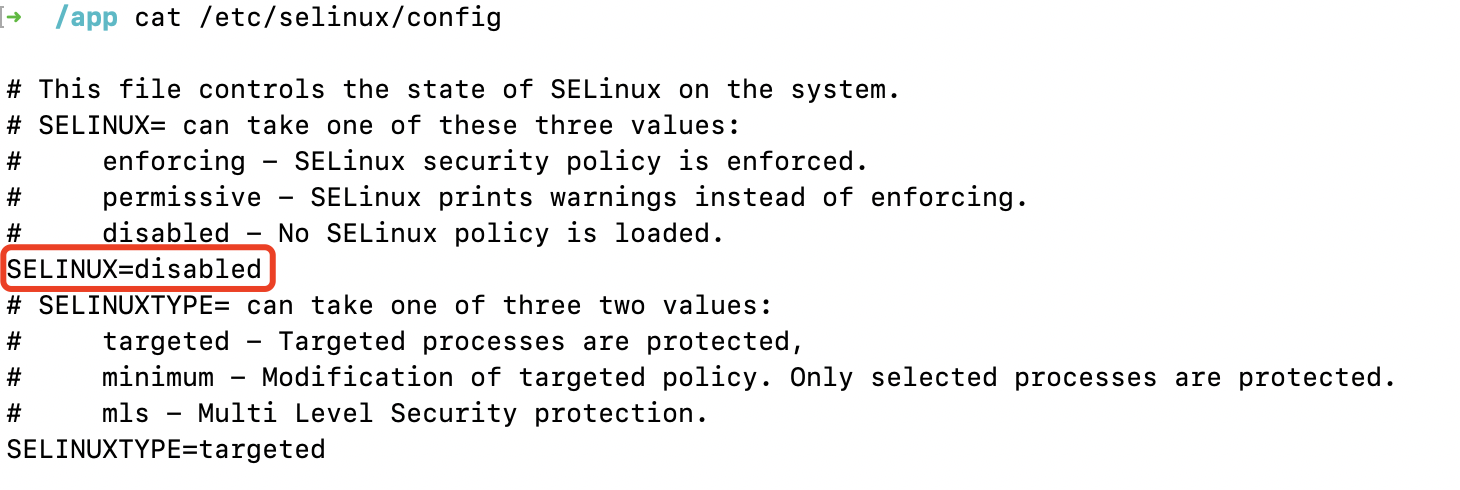 [→ /app cat /etc/selinux/config
# This file controls the state of SELinux on the system.
# SELINUX= can take one of these three values:
#     enforcing – SELinux security policy is enforced.
#     permissive – SELinux prints warnings instead of enforcing.
#     disabled – No SELinux policy is loaded.
SELINUX=disabled
# SELINUXTYPE= can take one of three two values:
#     targeted – Targeted processes are protected,
#     minimum – Modification of targeted policy. Only selected processes are protected.
#     mls – Multi Level Security protection.
SELINUXTYPE=targeted